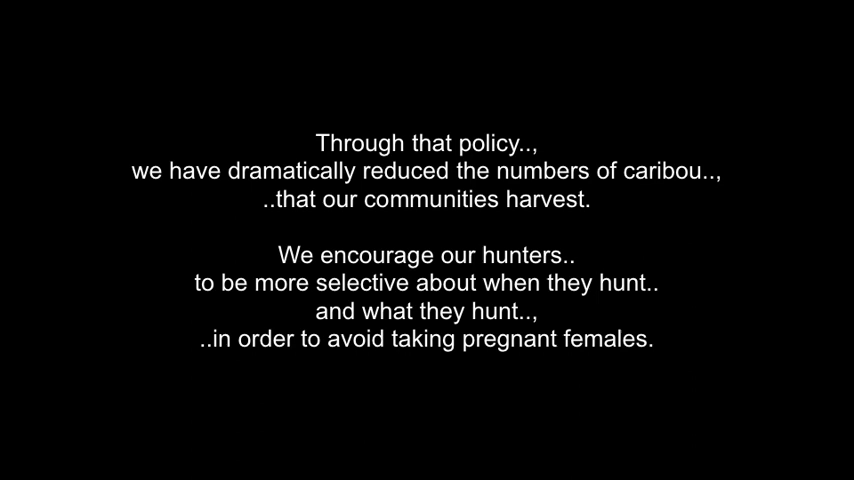 Through that policy..,
we have dramatically reduced the numbers of caribou..,
..that our communities harvest.
We encourage our hunters..
to be more selective about when they hunt..
and what they hunt..,
..in order to avoid taking pregnant females.